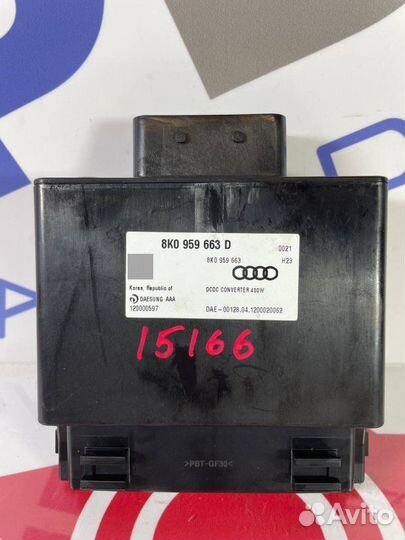 8K0 959 663 D
0021
8K0 959 663
H23
Korea, Republic of
DAESUNG AAA
120000597
DCDC CONVERTER 400W
DAE-00128.04.1200020062
15166
>PBT-GF30<
Avito